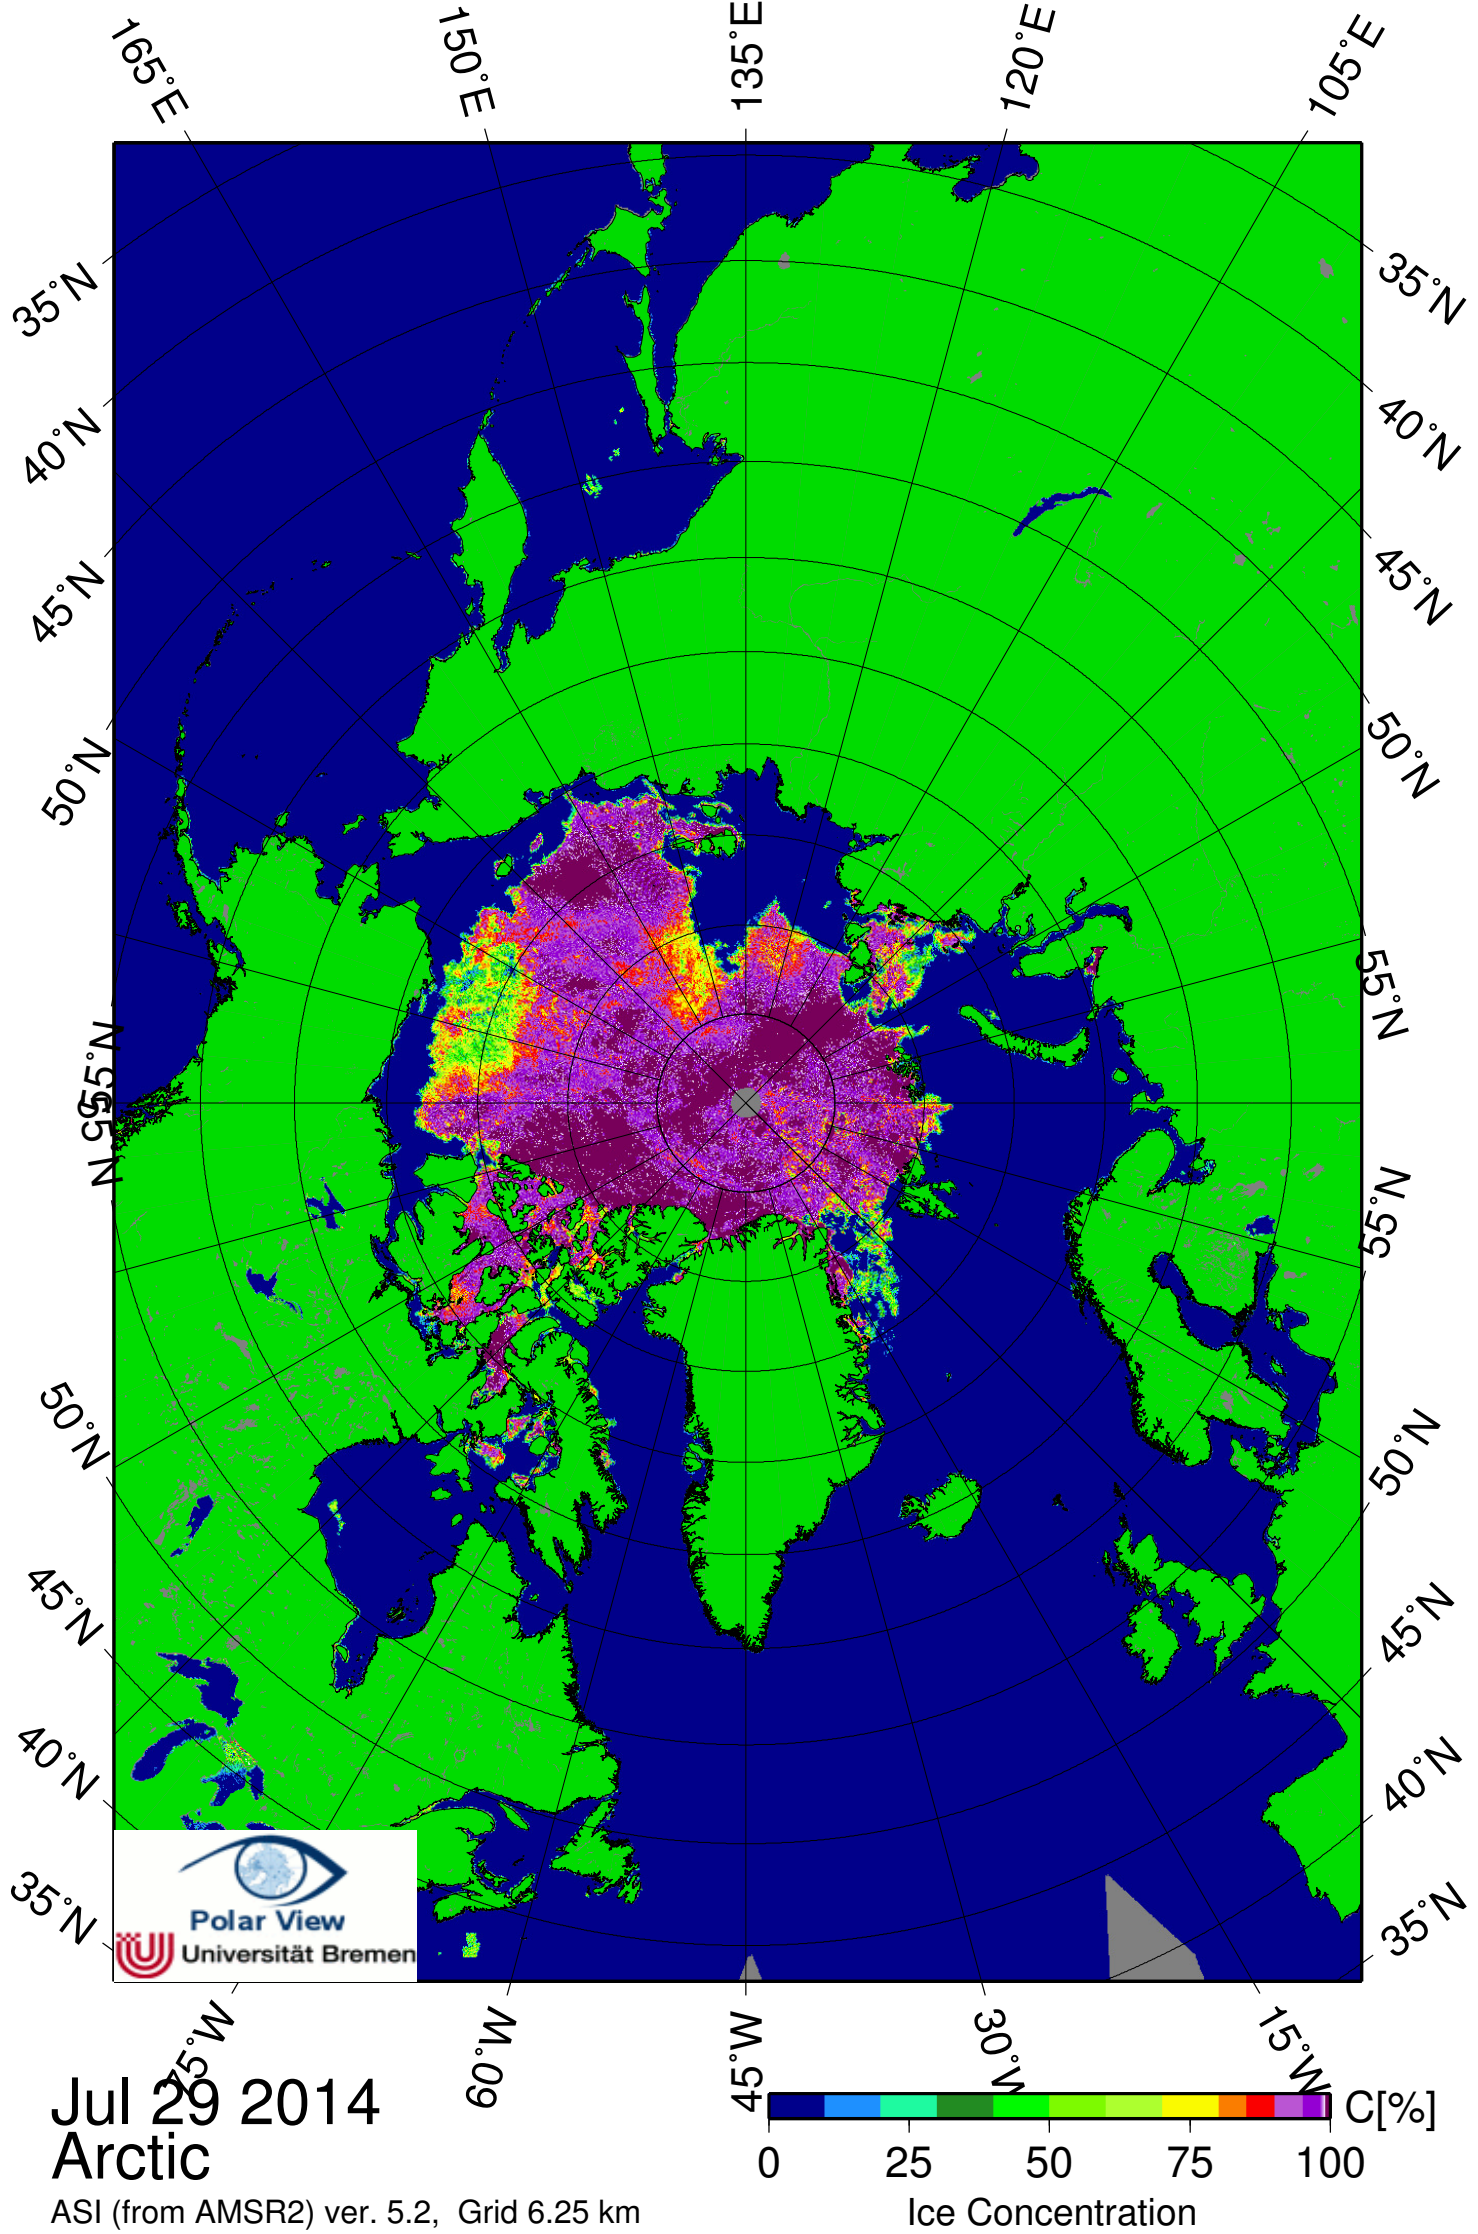 165°E 150°E 135°E 120°E 105°E
35°N 35°N
40°N 40°N
45°N 45°N
50°N 50°N
55°N 55°N
55°N 55°N
50°N 50°N
45°N 45°N
40°N 40°N
35°N 35°N
Polar View
Universität Bremen
75°W 60°W 45°W 30°W 15°W
Jul 29 2014
Arctic
ASI (from AMSR2) ver. 5.2, Grid 6.25 km
C[%]
0 25 50 75 100
Ice Concentration